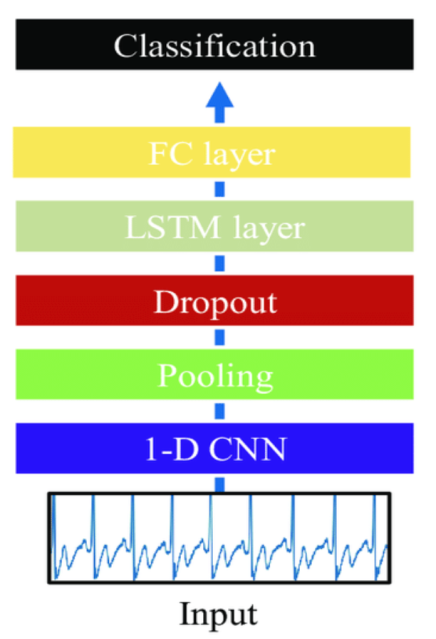 Classification
FC layer
LSTM layer
Dropout
Pooling
1-D CNN
Input